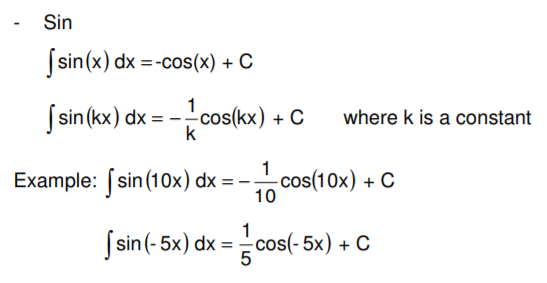 - Sin
∫ sin(x) dx = -cos(x) + C
∫ sin(kx) dx = - 1/k cos(kx) + C where k is a constant
Example: ∫ sin(10x) dx = - 1/10 cos(10x) + C
∫ sin(- 5x) dx = 1/5 cos(- 5x) + C